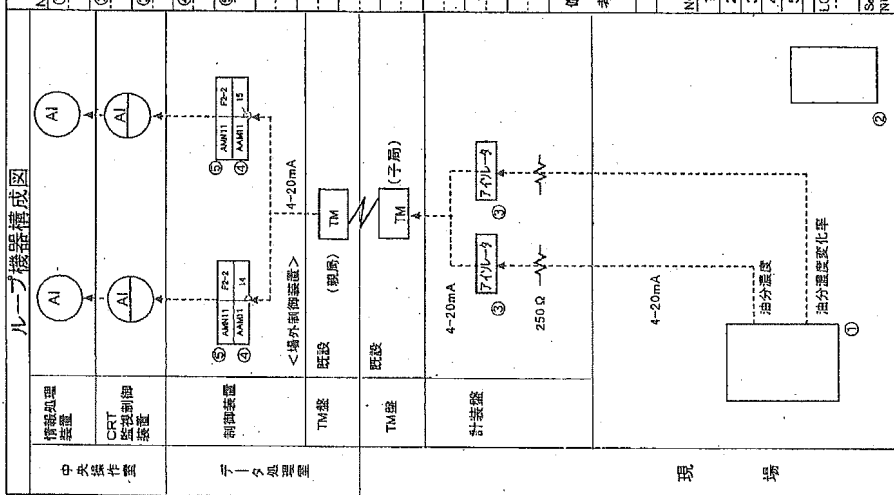 ループ機器構成図
中央操作室
情報処理
装置
AI
AI
CRT
監視制御
装置
AI
AI
データ処理室
制御装置
⑤ AMN11 F2-2
④ AAM11 14
⑤ AMN11 F2-2
④ AAM11 15
<場外制御装置>
4-20mA
TM盤
既設
(親局)
TM
TM盤
既設
TM
(子局)
現場
計装盤
4-20mA
アイソレータ
③
アイソレータ
③
250Ω
4-20mA
油分濃度
油分濃度変化率
①
②